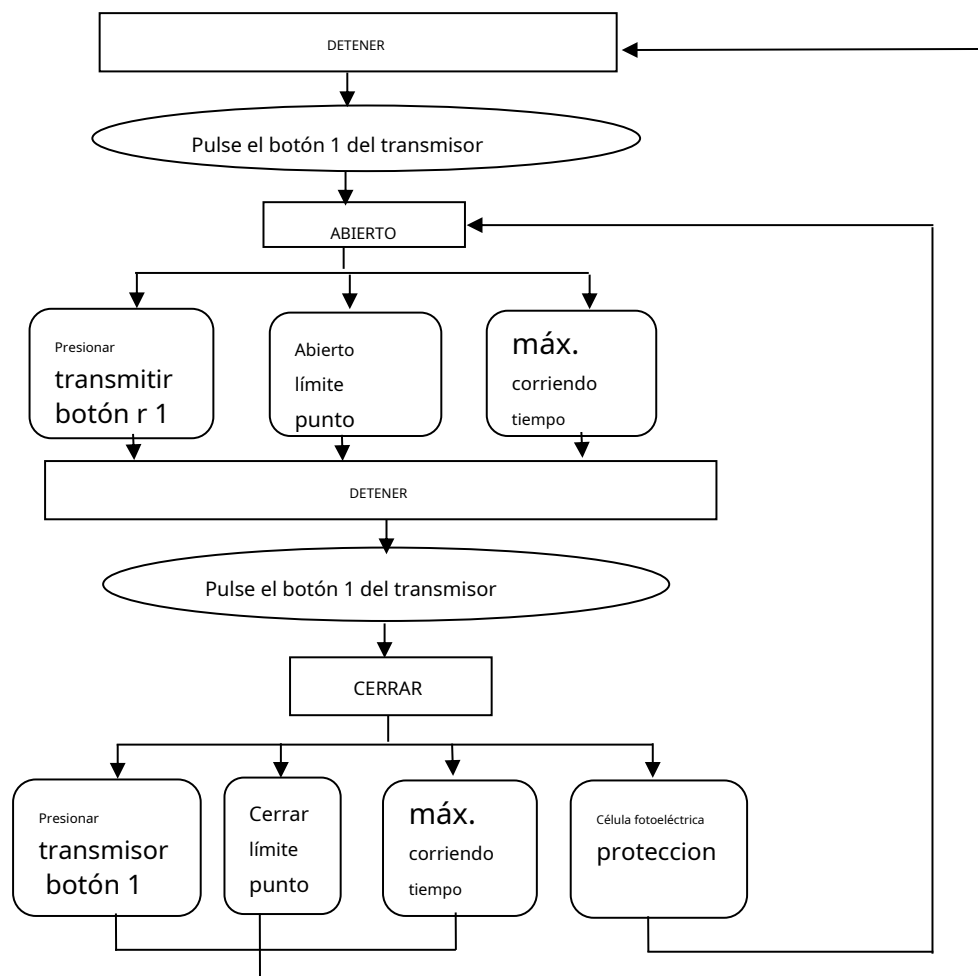 DETENER
Pulse el botón 1 del transmisor
ABIERTO
Presionar
transmitir
botón r 1
Abierto
límite
punto
máx.
corriendo
tiempo
DETENER
Pulse el botón 1 del transmisor
CERRAR
Presionar
transmisor
botón 1
Cerrar
límite
punto
máx.
corriendo
tiempo
Célula fotoeléctrica
proteccion